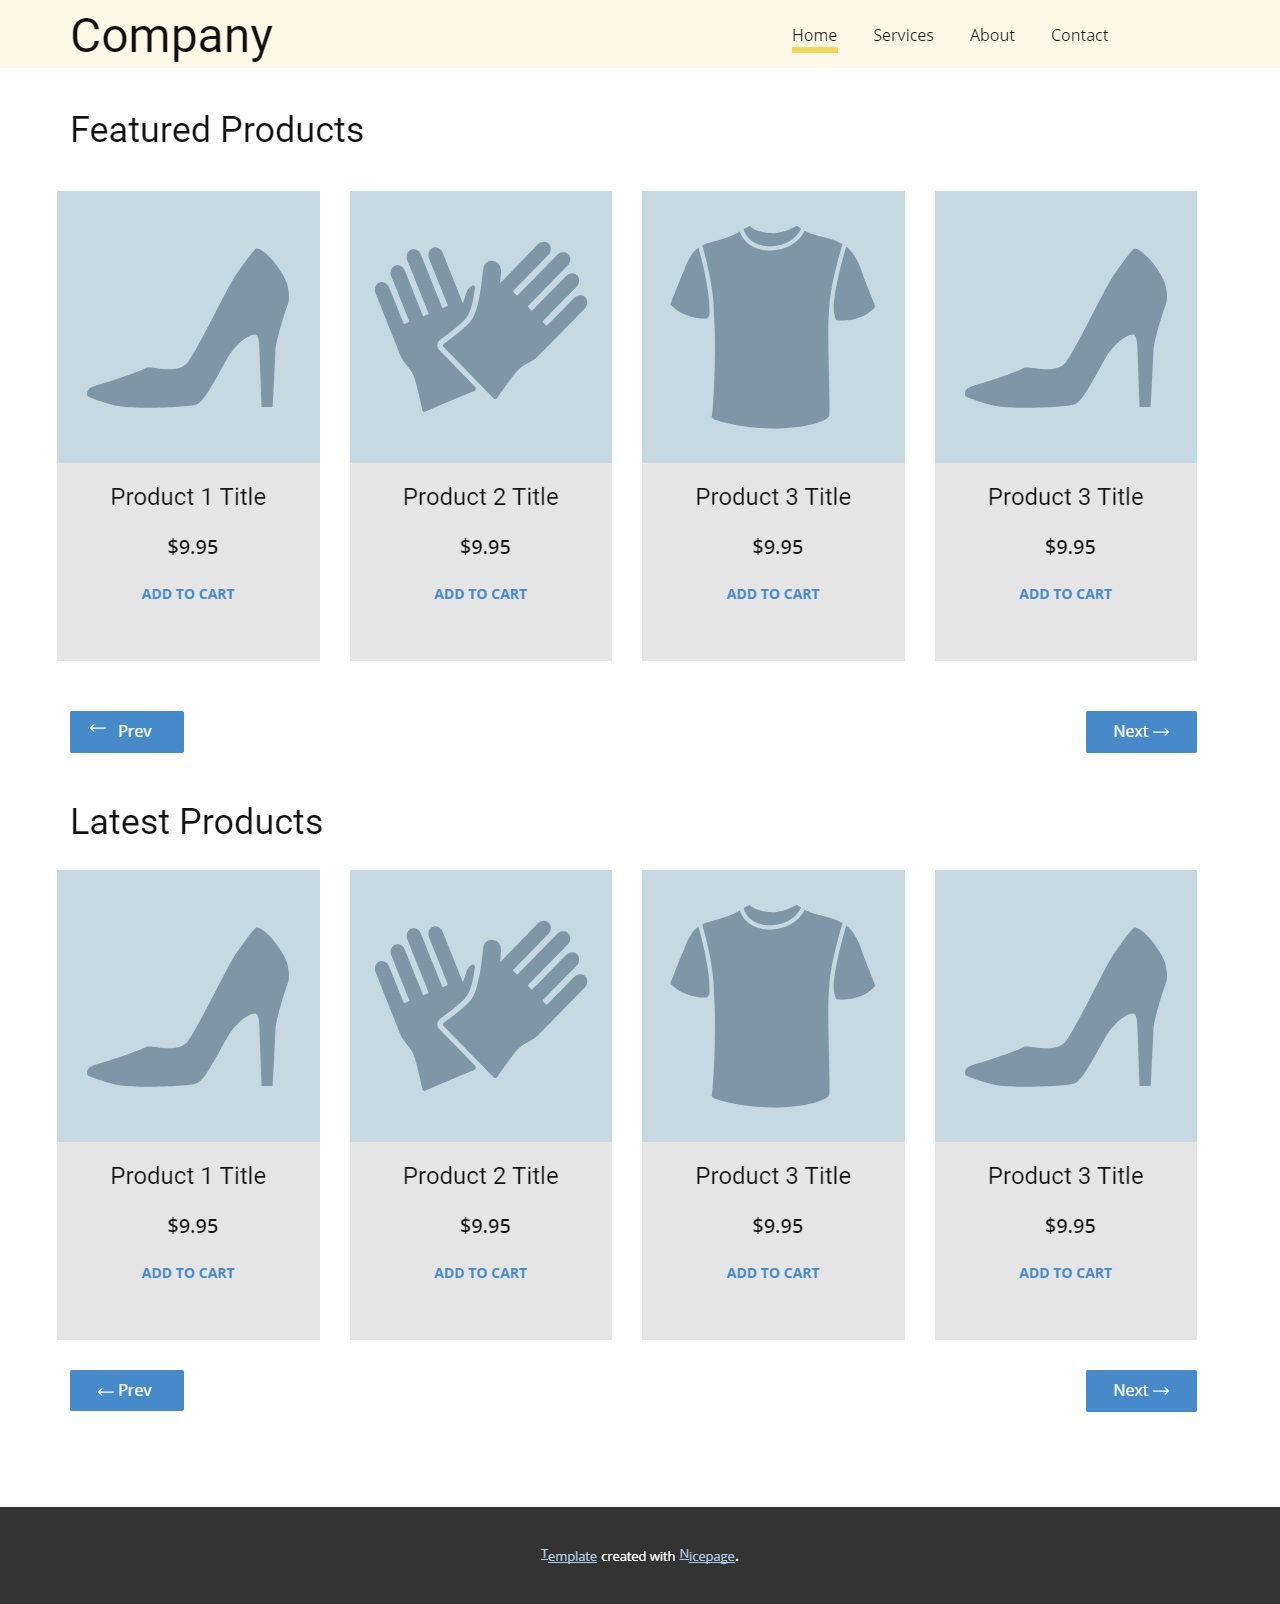 Company
Home Services About Contact
Featured Products
Product 1 Title Product 2 Title Product 3 Title Product 3 Title
$9.95 $9.95 $9.95 $9.95
ADD TO CART ADD TO CART ADD TO CART ADD TO CART
← Prev Next →
Latest Products
Product 1 Title Product 2 Title Product 3 Title Product 3 Title
$9.95 $9.95 $9.95 $9.95
ADD TO CART ADD TO CART ADD TO CART ADD TO CART
← Prev Next →
Template created with Nicepage.